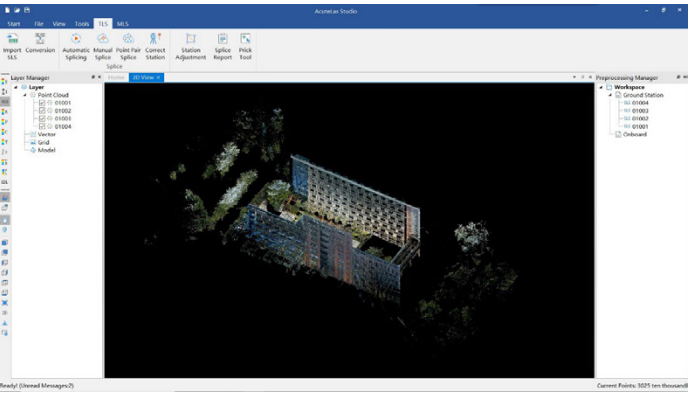 AcuteLas Studio
Start File View Tools TLS MLS
Import SLS
Conversion
Automatic Splicing
Manual Splice
Point Pair Splice
Correct Station
Station Adjustment
Splice Report
Prick Tool
Splice
Layer Manager
Home
3D View
Preprocessing Manager
Layer
Point Cloud
01001
01002
01003
01004
Vector
Grid
Model
Workspace
Ground Station
01004
01003
01002
01001
Onboard
Ready! (Unread Messages:2)
Current Points: 3025 ten thousand